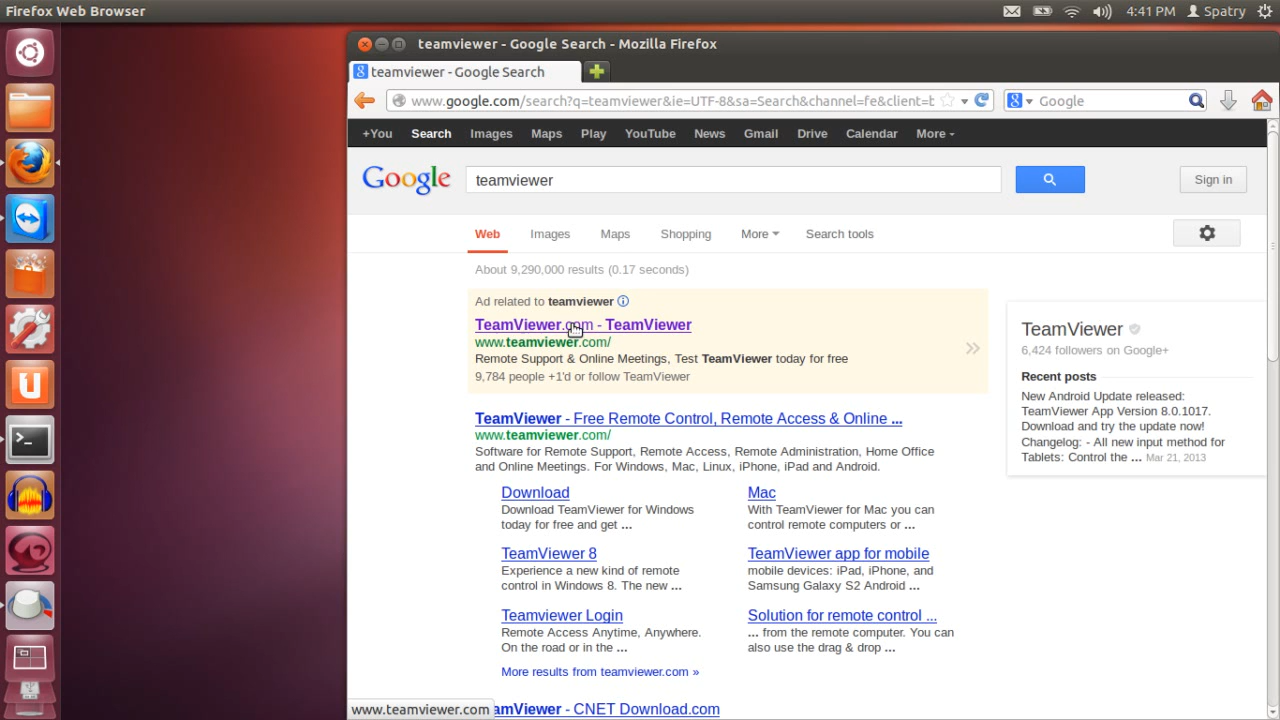 Firefox Web Browser
4:41 PM Spatry
teamviewer - Google Search - Mozilla Firefox
teamviewer - Google Search
www.google.com/search?q=teamviewer&ie=UTF-8&sa=Search&channel=fe&client=b
Google
+You Search Images Maps Play YouTube News Gmail Drive Calendar More
Google
teamviewer
Sign in
Web Images Maps Shopping More Search tools
About 9,290,000 results (0.17 seconds)
Ad related to teamviewer
TeamViewer.com - TeamViewer
www.teamviewer.com/
Remote Support & Online Meetings, Test TeamViewer today for free
9,784 people +1'd or follow TeamViewer
TeamViewer - Free Remote Control, Remote Access & Online ...
www.teamviewer.com/
Software for Remote Support, Remote Access, Remote Administration, Home Office
and Online Meetings. For Windows, Mac, Linux, iPhone, iPad and Android.
Download
Download TeamViewer for Windows
today for free and get ...
Mac
With TeamViewer for Mac you can
control remote computers or ...
TeamViewer 8
Experience a new kind of remote
control in Windows 8. The new ...
TeamViewer app for mobile
mobile devices: iPad, iPhone, and
Samsung Galaxy S2 Android ...
Teamviewer Login
Remote Access Anytime, Anywhere.
On the road or in the ...
Solution for remote control ...
... from the remote computer. You can
also use the drag & drop ...
More results from teamviewer.com »
amViewer - CNET Download.com
www.teamviewer.com
TeamViewer
6,424 followers on Google+
Recent posts
New Android Update released:
TeamViewer App Version 8.0.1017.
Download and try the update now!
Changelog: - All new input method for
Tablets: Control the ... Mar 21, 2013